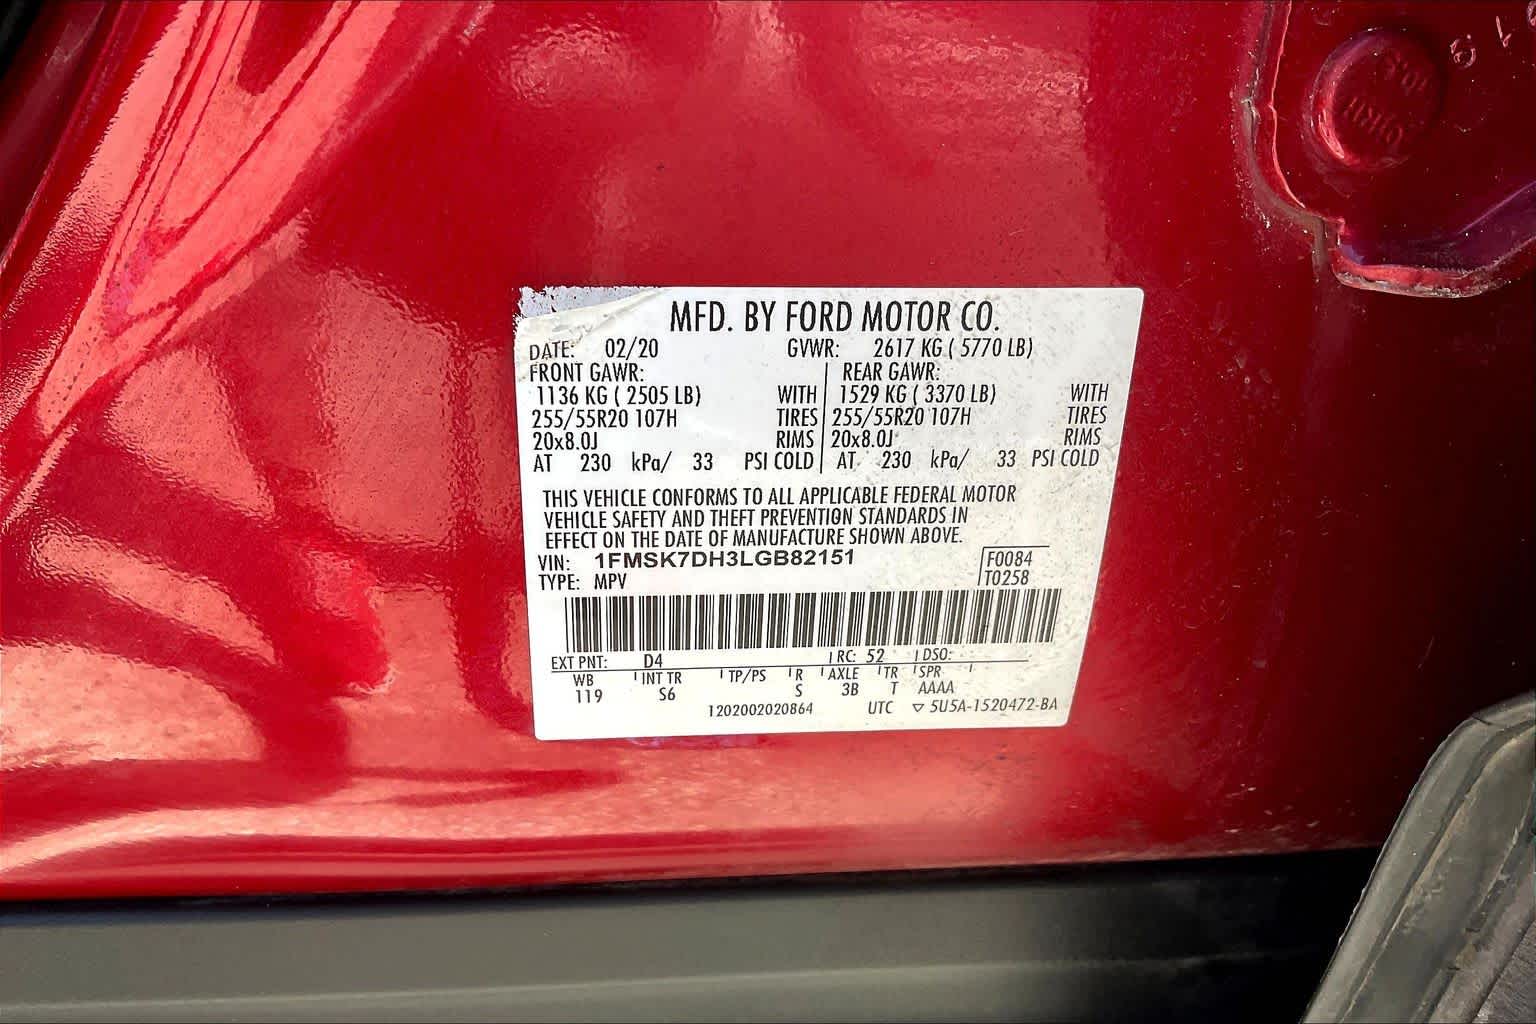 MFD. BY FORD MOTOR CO.
DATE: 02/20 GVWR: 2617 KG ( 5770 LB)
FRONT GAWR: REAR GAWR:
1136 KG ( 2505 LB) WITH 1529 KG ( 3370 LB) WITH
255/55R20 107H TIRES 255/55R20 107H TIRES
20x8.0J RIMS 20x8.0J RIMS
AT 230 kPa/ 33 PSI COLD AT 230 kPa/ 33 PSI COLD
THIS VEHICLE CONFORMS TO ALL APPLICABLE FEDERAL MOTOR
VEHICLE SAFETY AND THEFT PREVENTION STANDARDS IN
EFFECT ON THE DATE OF MANUFACTURE SHOWN ABOVE.
VIN: 1FMSK7DH3LGB82151 F0084
TYPE: MPV T0258
EXT PNT: D4 RC: 52 DSO:
WB INT TR TP/PS R AXLE TR SPR
119 S6 S 3B T AAAA
1202002020864 UTC ▽ 5U5A-1520472-BA
10.9